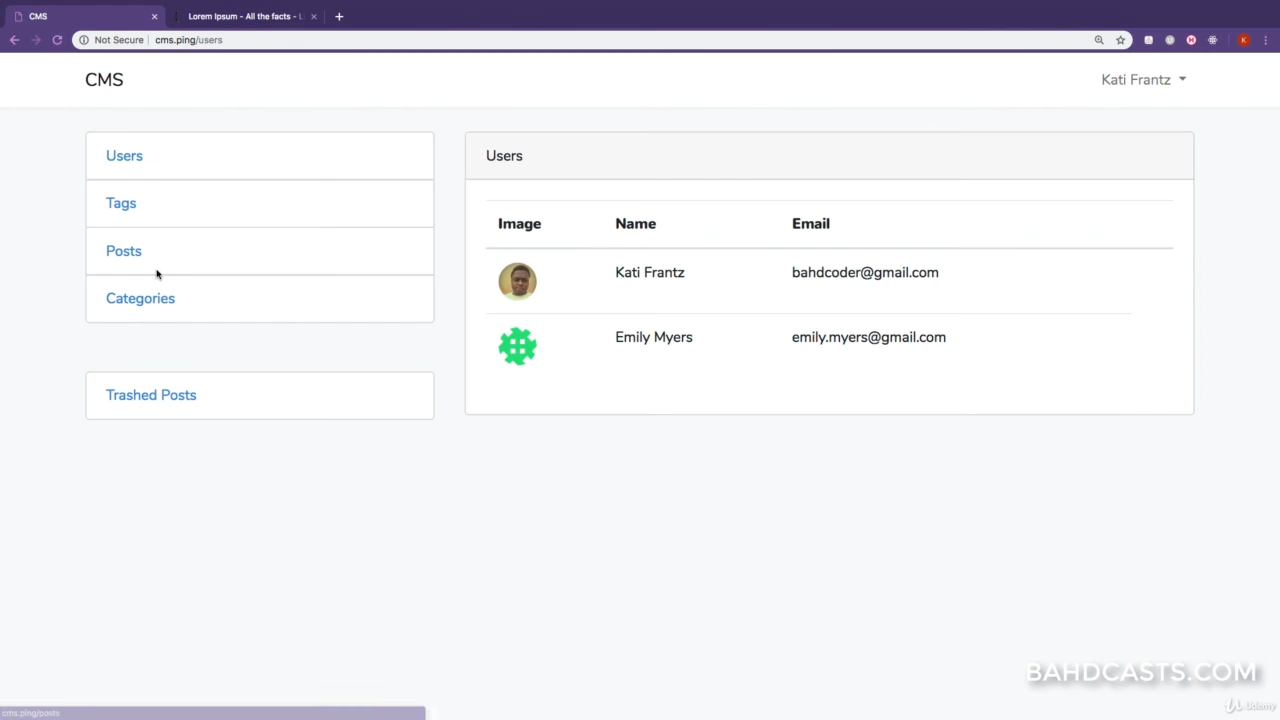 CMS
Lorem Ipsum - All the facts - L
Not Secure
cms.ping/users
K
CMS
Kati Frantz
Users
Tags
Posts
Categories
Trashed Posts
Users
Image Name Email
Kati Frantz bahdcoder@gmail.com
Emily Myers emily.myers@gmail.com
BAHDCASTS.COM
Udemy
cms.ping/posts